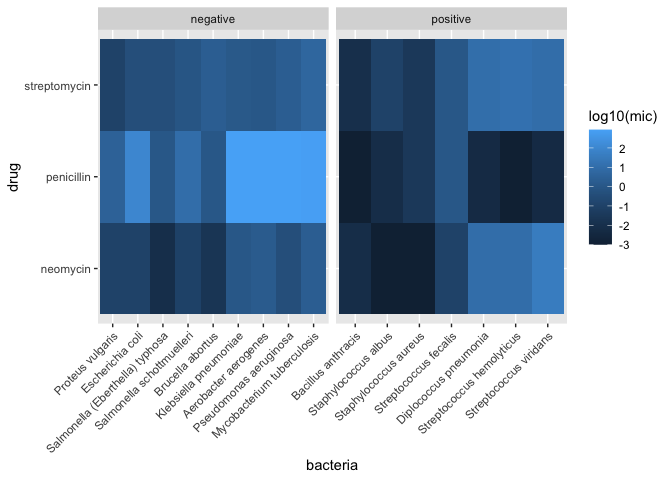 negative
positive
streptomycin
penicillin
neomycin
drug
log10(mic)
2
1
0
-1
-2
-3
Proteus vulgaris
Escherichia coli
Salmonella (Eberthella) typhosa
Salmonella schottmuelleri
Brucella abortus
Klebsiella pneumoniae
Aerobacter aerogenes
Pseudomonas aeruginosa
Mycobacterium tuberculosis
Bacillus anthracis
Staphylococcus albus
Staphylococcus aureus
Streptococcus fecalis
Diplococcus pneumonia
Streptococcus hemolyticus
Streptococcus viridans
bacteria